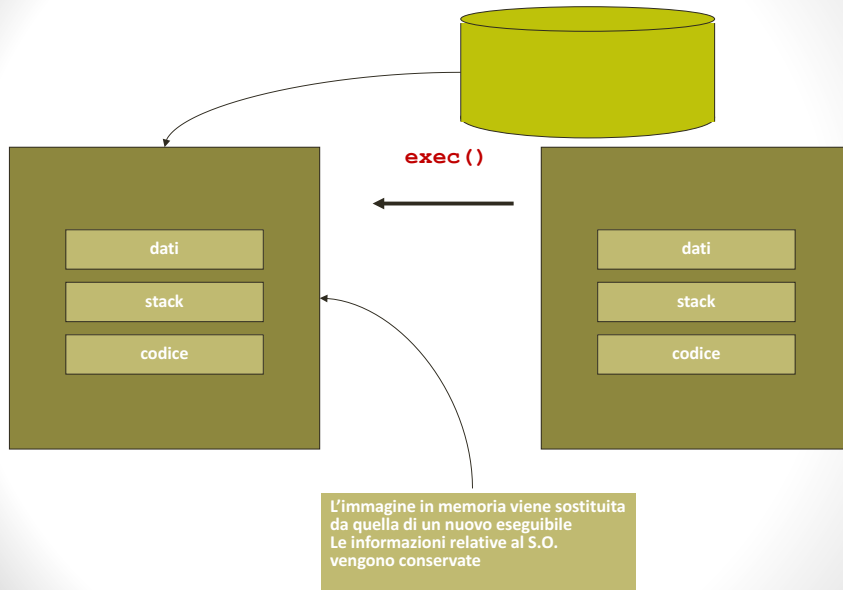 exec()
dati
stack
codice
dati
stack
codice
L'immagine in memoria viene sostituita
da quella di un nuovo eseguibile
Le informazioni relative al S.O.
vengono conservate